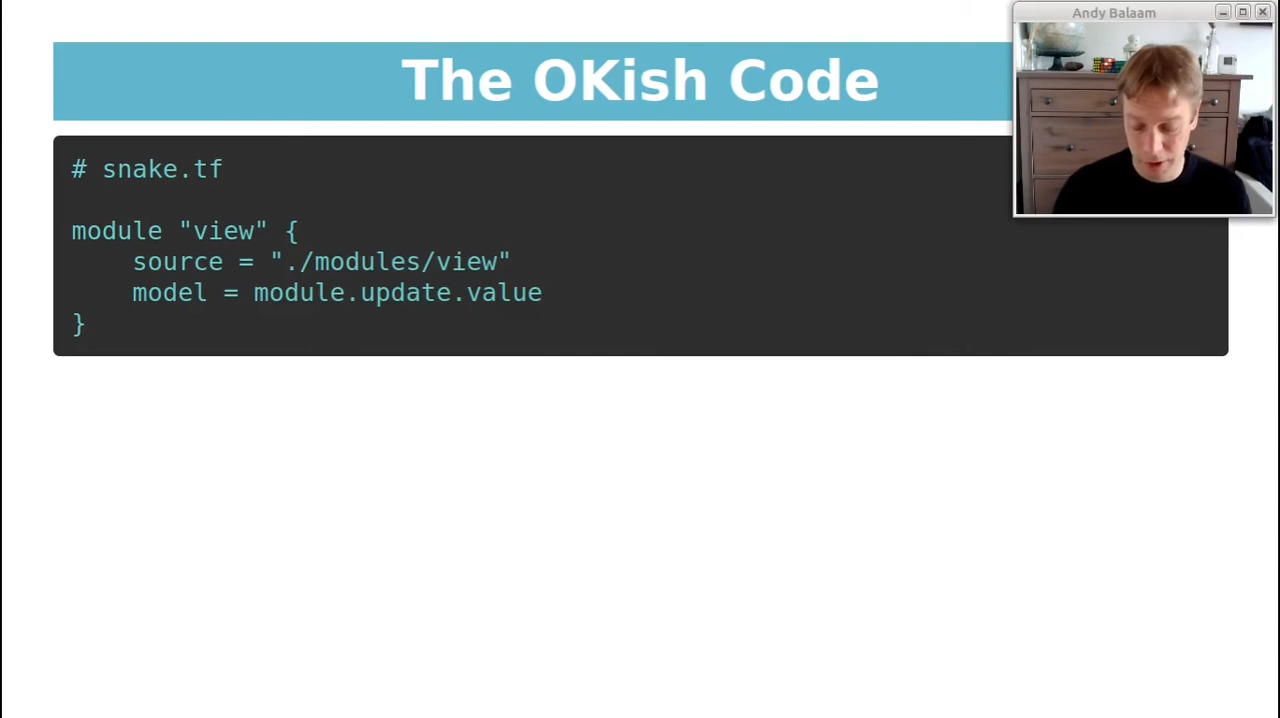 The OKish Code
Andy Balaam
# snake.tf
module "view" {
    source = "./modules/view"
    model = module.update.value
}